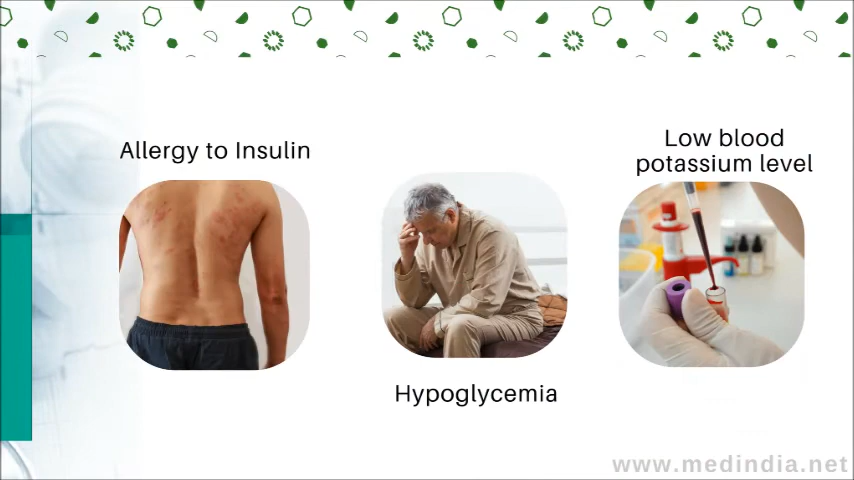 Allergy to Insulin
Hypoglycemia
Low blood
potassium level
www.medindia.net